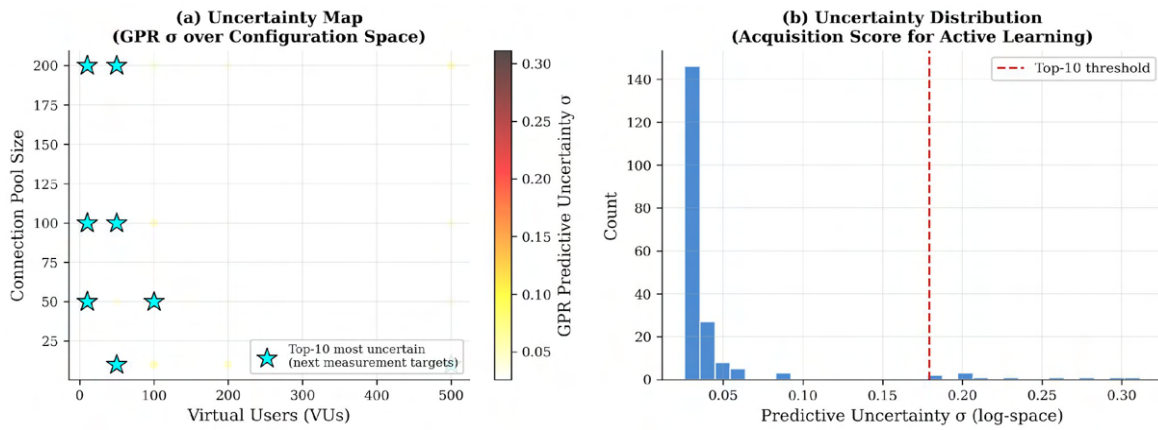 (a) Uncertainty Map
(GPR σ over Configuration Space)
200
175
150
125
100
75
50
25
Connection Pool Size
0
100
200
300
400
500
Virtual Users (VUs)
Top-10 most uncertain
(next measurement targets)
0.30
0.25
0.20
0.15
0.10
0.05
GPR Predictive Uncertainty σ
(b) Uncertainty Distribution
(Acquisition Score for Active Learning)
Top-10 threshold
140
120
100
80
60
40
20
0
Count
0.05
0.10
0.15
0.20
0.25
0.30
Predictive Uncertainty σ (log-space)